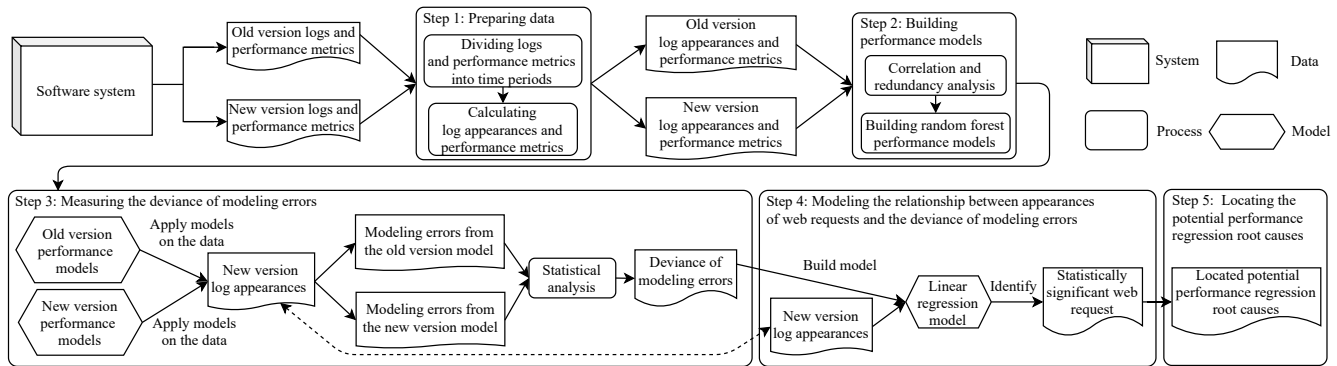 Software system
Old version logs and
performance metrics
New version logs and
performance metrics
Step 1: Preparing data
Dividing logs
and performance metrics
into time periods
Calculating
log appearances and
performance metrics
Old version
log appearances and
performance metrics
New version
log appearances and
performance metrics
Step 2: Building
performance models
Correlation and
redundancy analysis
Building random forest
performance models
System
Data
Process
Model
Step 3: Measuring the deviance of modeling errors
Old version
performance
models
New version
performance
models
Apply models
on the data
Apply models
on the data
New version
log appearances
Modeling errors from
the old version model
Modeling errors from
the new version model
Statistical
analysis
Deviance of
modeling errors
Step 4: Modeling the relationship between appearances
of web requests and the deviance of modeling errors
Build model
New version
log appearances
Linear
regression
model
Identify
Statistically
significant web
request
Step 5: Locating the
potential performance
regression root causes
Located potential
performance regression
root causes